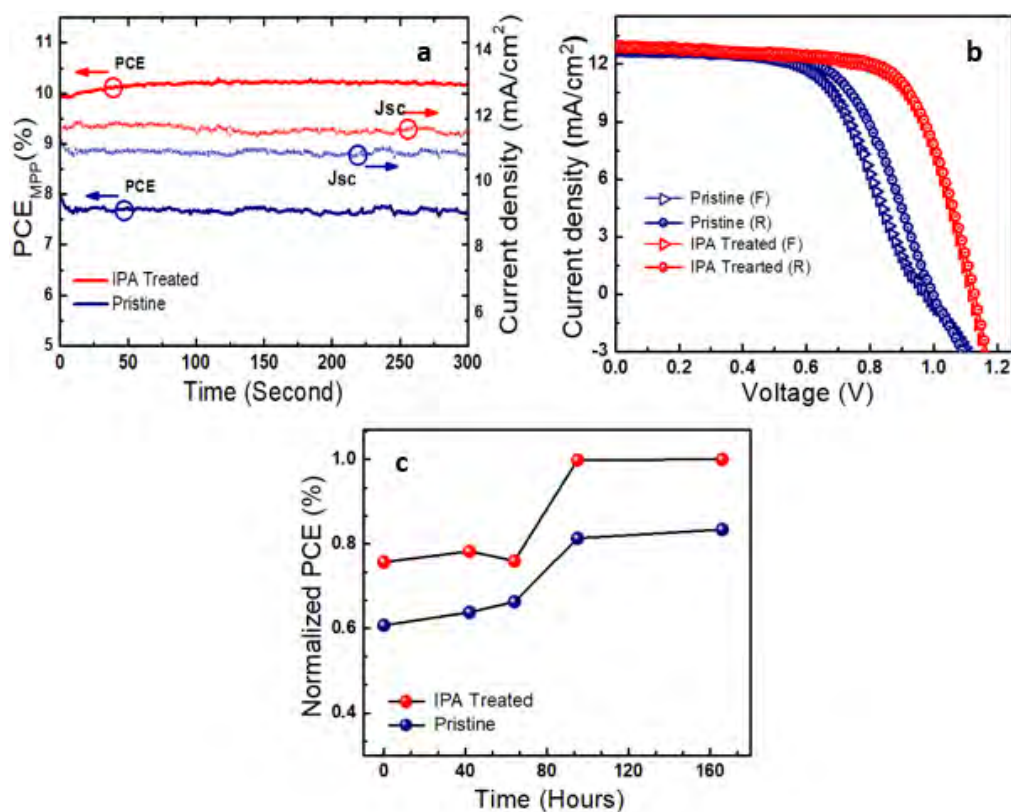 a
PCE
Jsc
Jsc
PCE
IPA Treated
Pristine
11
10
9
8
7
6
5
PCEMPP(%)
14
12
10
8
6
Current density (mA/cm²)
0
50
100
150
200
250
300
Time (Second)
b
12
9
6
3
0
-3
Current density (mA/cm²)
Pristine (F)
Pristine (R)
IPA Treated (F)
IPA Trearted (R)
0.0 0.2 0.4 0.6 0.8 1.0 1.2
Voltage (V)
c
1.0
0.8
0.6
0.4
Normalized PCE (%)
IPA Treated
Pristine
0 40 80 120 160
Time (Hours)